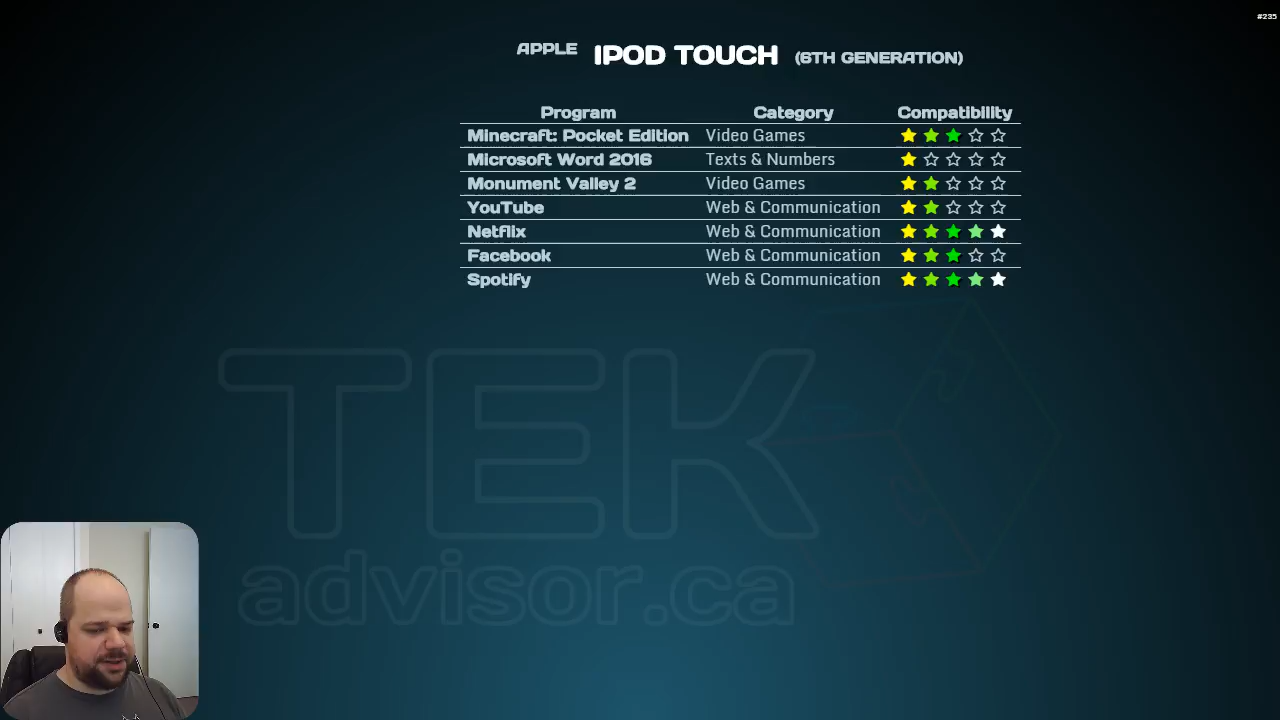 #235
APPLE IPOD TOUCH (6TH GENERATION)
Program Category Compatibility
Minecraft: Pocket Edition Video Games
Microsoft Word 2016 Texts & Numbers
Monument Valley 2 Video Games
YouTube Web & Communication
Netflix Web & Communication
Facebook Web & Communication
Spotify Web & Communication
TEK
advisor.ca